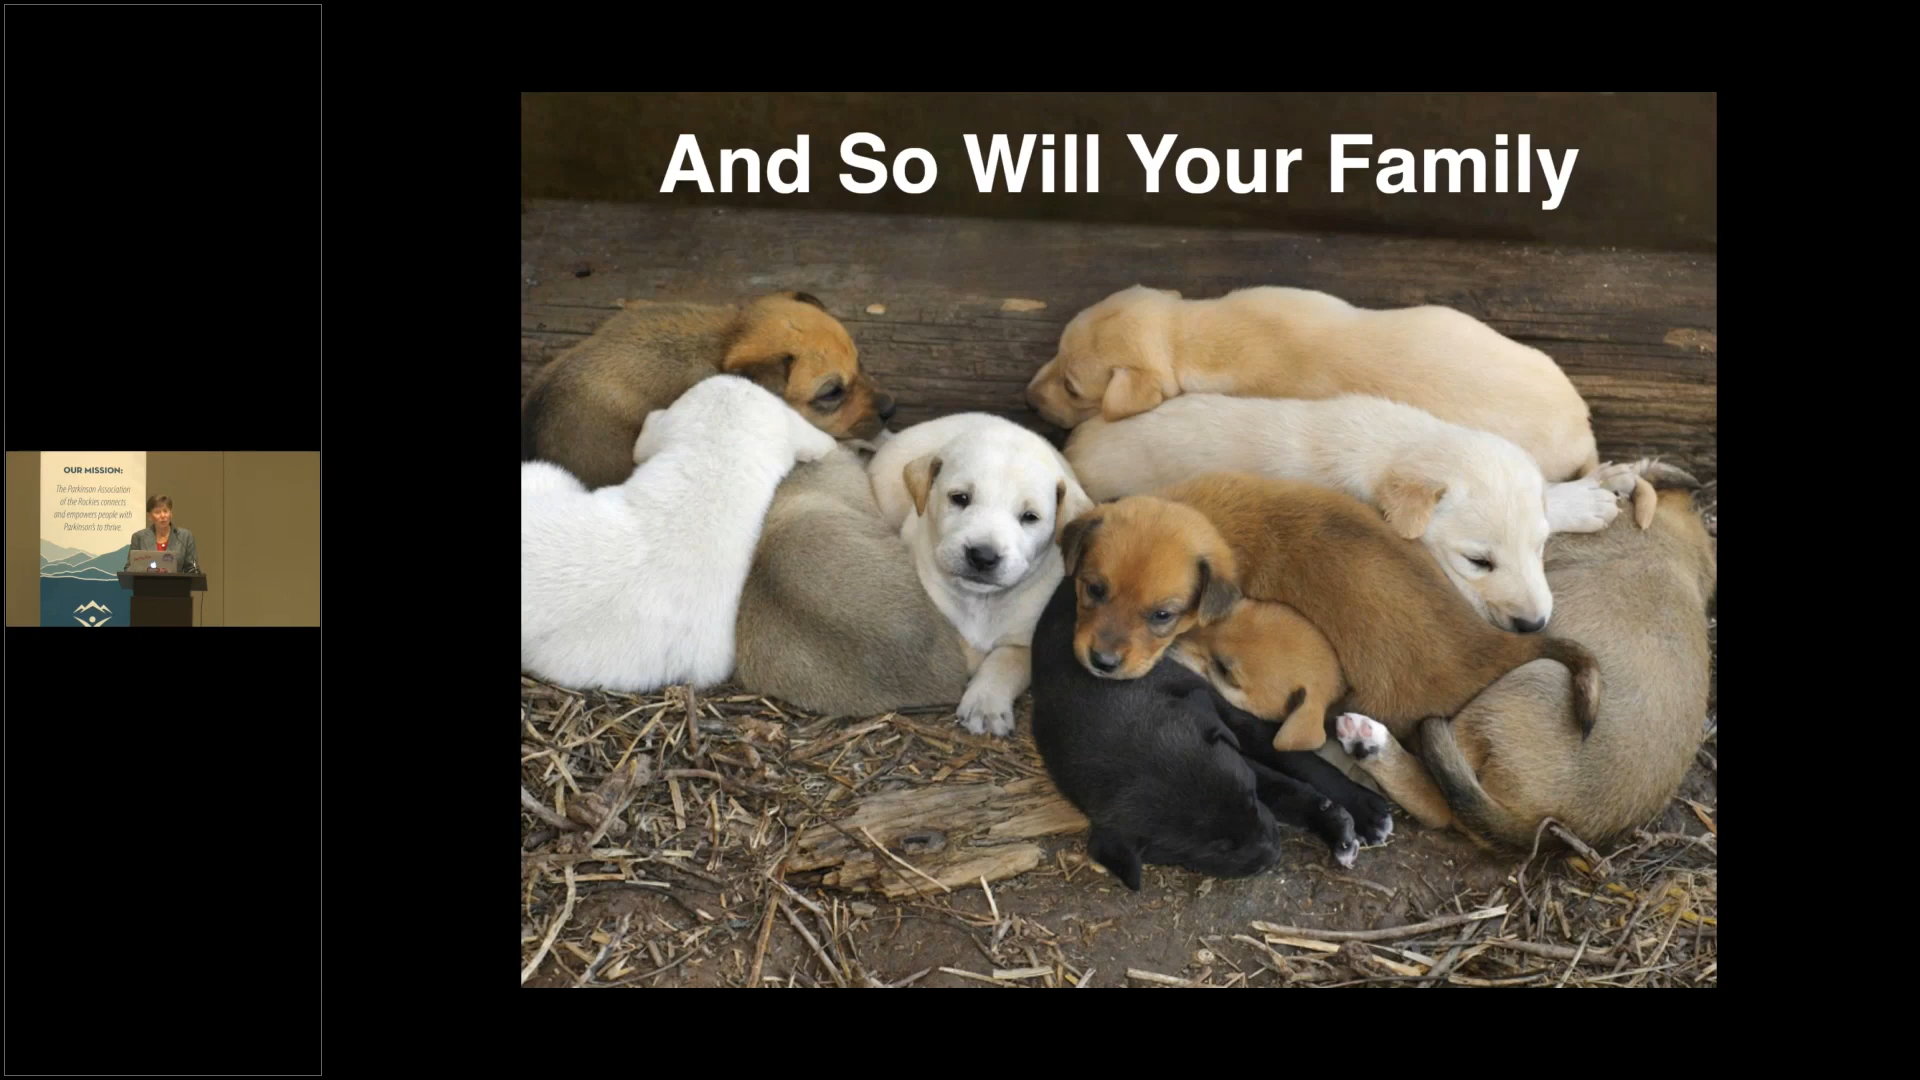 And So Will Your Family
OUR MISSION:
The Parkinson Association
of the Rockies connects
and empowers people with
Parkinson's to thrive.